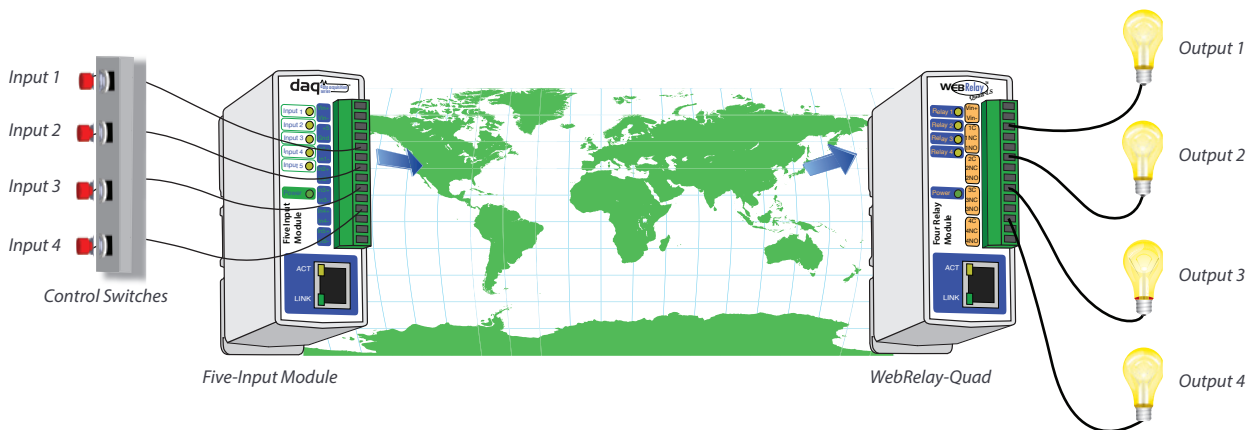 Input 1
Input 2
Input 3
Input 4
Control Switches
daq
Input 1
Input 2
Input 3
Input 4
Input 5
Power
Five Input
Module
ACT
LINK
Five-Input Module
WEBRelay
Relay 1
Relay 2
Relay 3
Relay 4
Power
Vin+
Vin-
1C
1NC
1NO
2C
2NC
2NO
3C
3NC
3NO
4C
4NC
4NO
Four Relay
Module
ACT
LINK
WebRelay-Quad
Output 1
Output 2
Output 3
Output 4